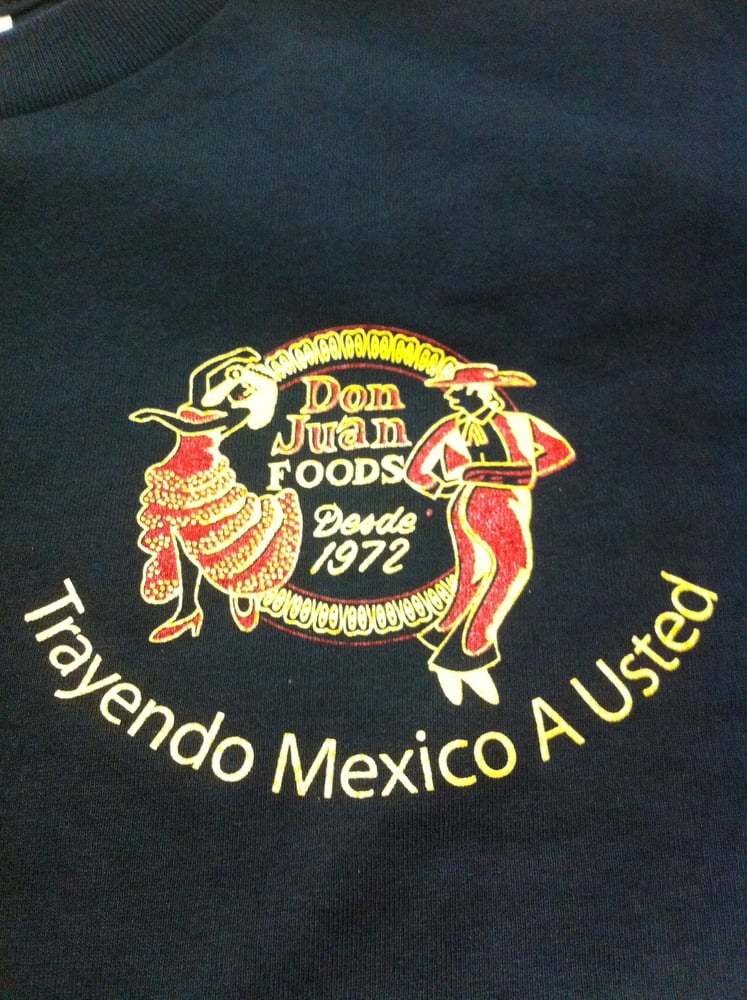 Don
Juan
FOODS
Desde
1972
Trayendo Mexico A Usted